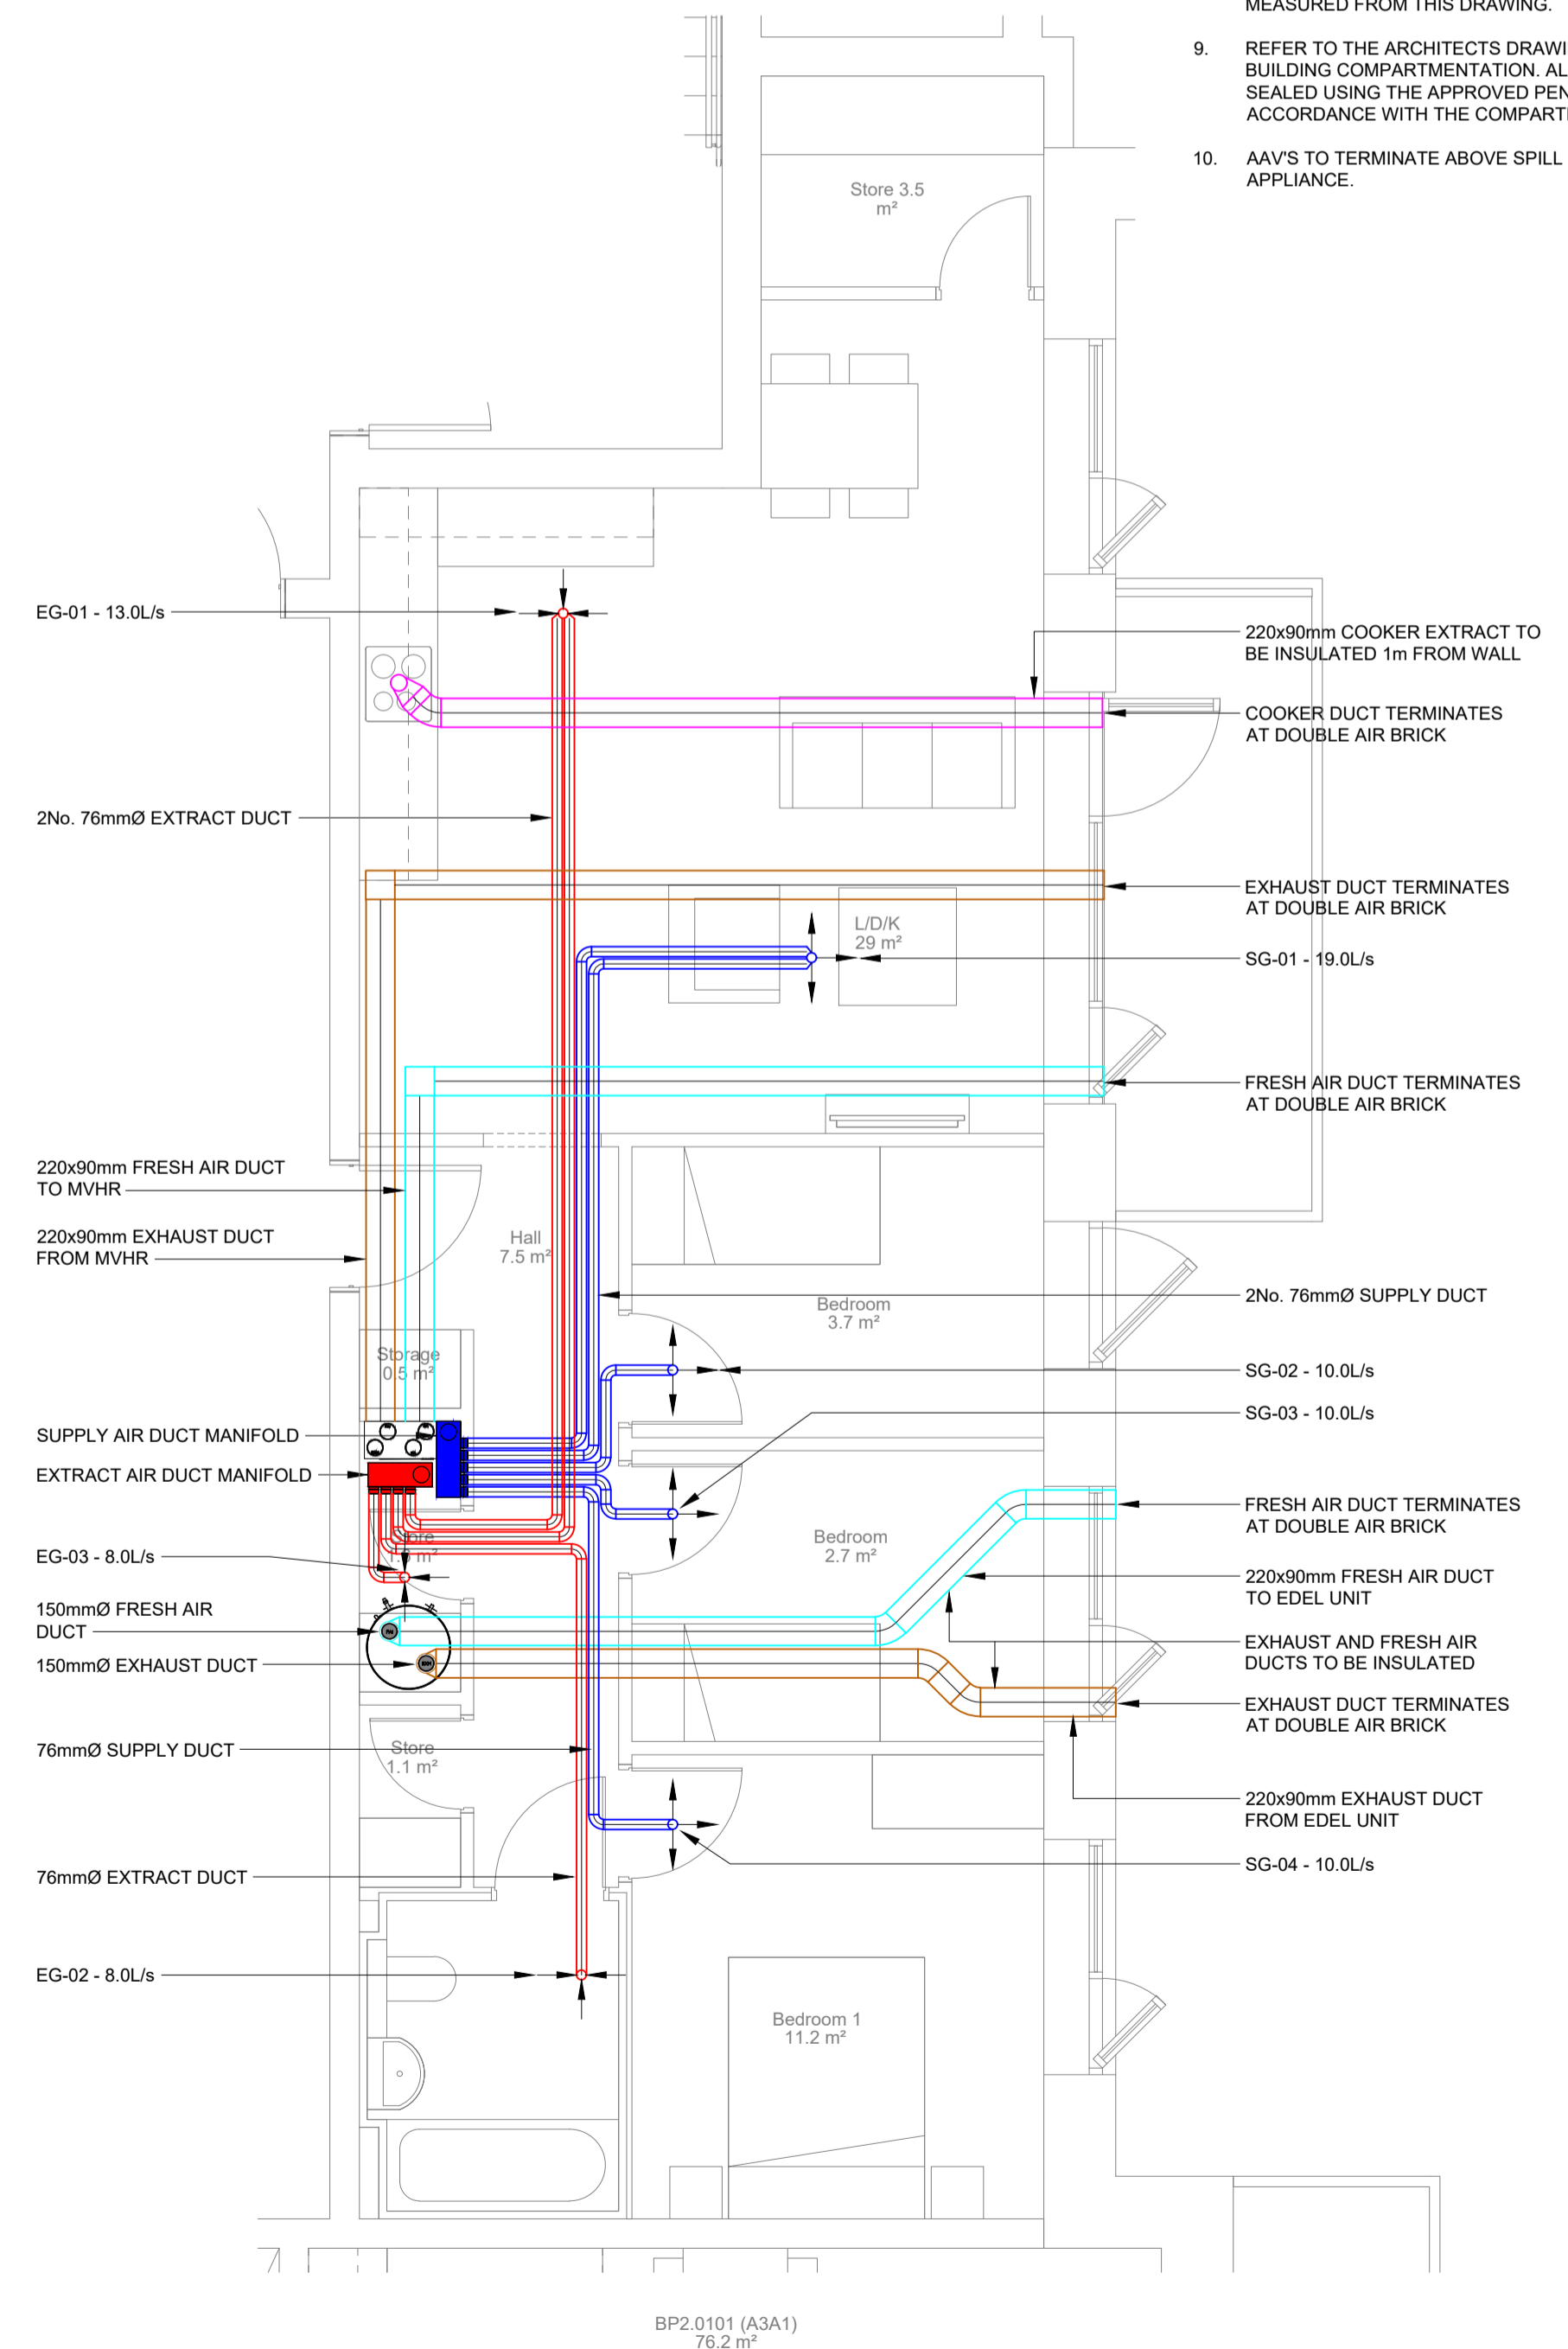 MEASURED FROM THIS DRAWING.
9. REFER TO THE ARCHITECTS
BUILDING COMPARTMENTATION.
SEALED USING THE APPROVED
ACCORDANCE WITH THE
10. AAV'S TO TERMINATE ABOVE SPILL
APPLIANCE.
Store 3.5
m²
EG-01 - 13.0L/s
220x90mm COOKER EXTRACT TO
BE INSULATED 1m FROM WALL
COOKER DUCT TERMINATES
AT DOUBLE AIR BRICK
2No. 76mmØ EXTRACT DUCT
EXHAUST DUCT TERMINATES
AT DOUBLE AIR BRICK
L/D/K
29 m²
SG-01 - 19.0L/s
FRESH AIR DUCT TERMINATES
AT DOUBLE AIR BRICK
220x90mm FRESH AIR DUCT
TO MVHR
220x90mm EXHAUST DUCT
FROM MVHR
Hall
7.5 m²
2No. 76mmØ SUPPLY DUCT
Bedroom
3.7 m²
Storage
0.5 m²
SG-02 - 10.0L/s
SG-03 - 10.0L/s
SUPPLY AIR DUCT MANIFOLD
EXTRACT AIR DUCT MANIFOLD
FRESH AIR DUCT TERMINATES
AT DOUBLE AIR BRICK
Bedroom
2.7 m²
EG-03 - 8.0L/s
220x90mm FRESH AIR DUCT
TO EDEL UNIT
150mmØ FRESH AIR
DUCT
EXHAUST AND FRESH AIR
DUCTS TO BE INSULATED
150mmØ EXHAUST DUCT
EXHAUST DUCT TERMINATES
AT DOUBLE AIR BRICK
76mmØ SUPPLY DUCT
Store
1.1 m²
220x90mm EXHAUST DUCT
FROM EDEL UNIT
SG-04 - 10.0L/s
76mmØ EXTRACT DUCT
EG-02 - 8.0L/s
Bedroom 1
11.2 m²
BP2.0101 (A3A1)
76.2 m²